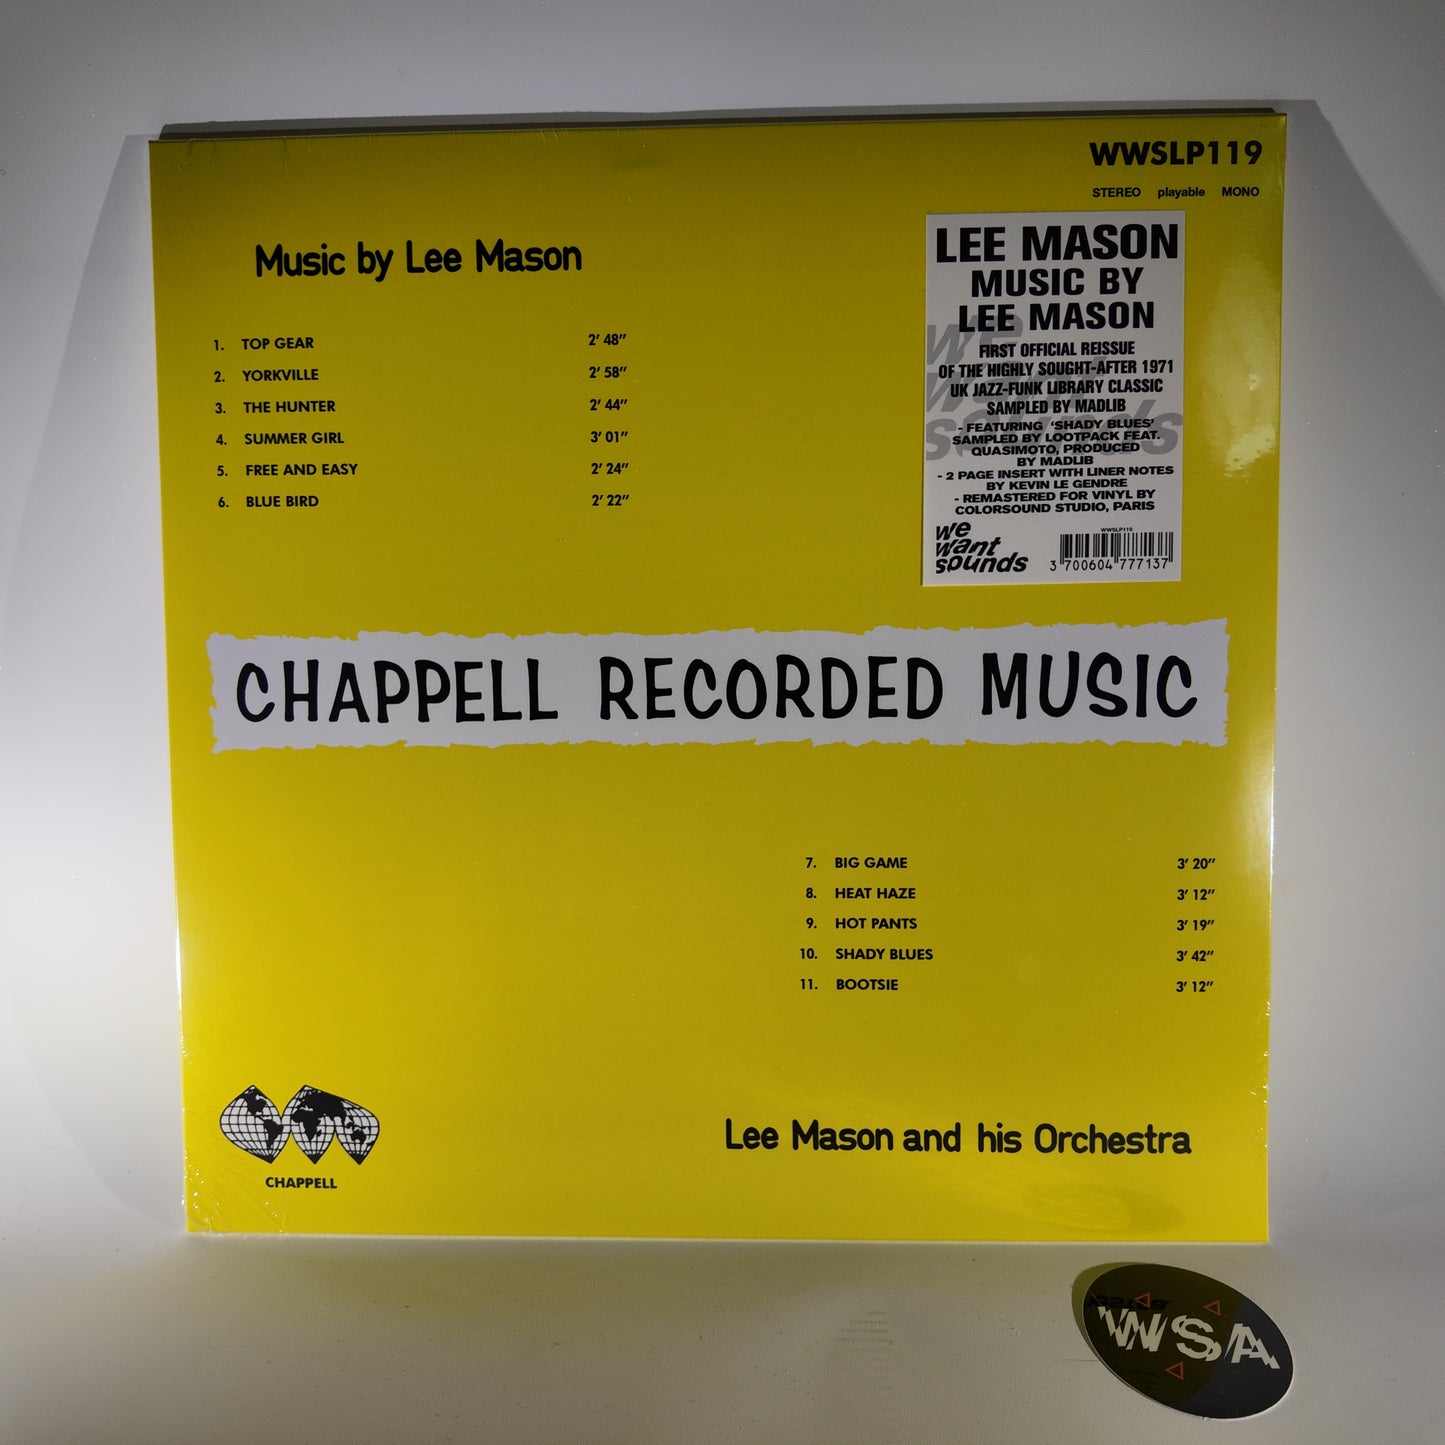 WWSLP119
STEREO playable MONO
Music by Lee Mason
1. TOP GEAR 2' 48"
2. YORKVILLE 2' 58"
3. THE HUNTER 2' 44"
4. SUMMER GIRL 3' 01"
5. FREE AND EASY 2' 24"
6. BLUE BIRD 2' 22"
LEE MASON
MUSIC BY
LEE MASON
FIRST OFFICIAL REISSUE
OF THE HIGHLY SOUGHT-AFTER 1971
UK JAZZ-FUNK LIBRARY CLASSIC
SAMPLED BY MADLIB
- FEATURING 'SHADY BLUES'
SAMPLED BY LOOTPACK FEAT.
QUASIMOTO, PRODUCED
BY MADLIB
- 2 PAGE INSERT WITH LINER NOTES
BY KEVIN LE GENDRE
- REMASTERED FOR VINYL BY
COLORSOUND STUDIO, PARIS
we
want
sounds
we
want
sounds
WWSLP119
3 700604 777137
CHAPPELL RECORDED MUSIC
7. BIG GAME 3' 20"
8. HEAT HAZE 3' 12"
9. HOT PANTS 3' 19"
10. SHADY BLUES 3' 42"
11. BOOTSIE 3' 12"
Lee Mason and his Orchestra
CHAPPELL
WSA